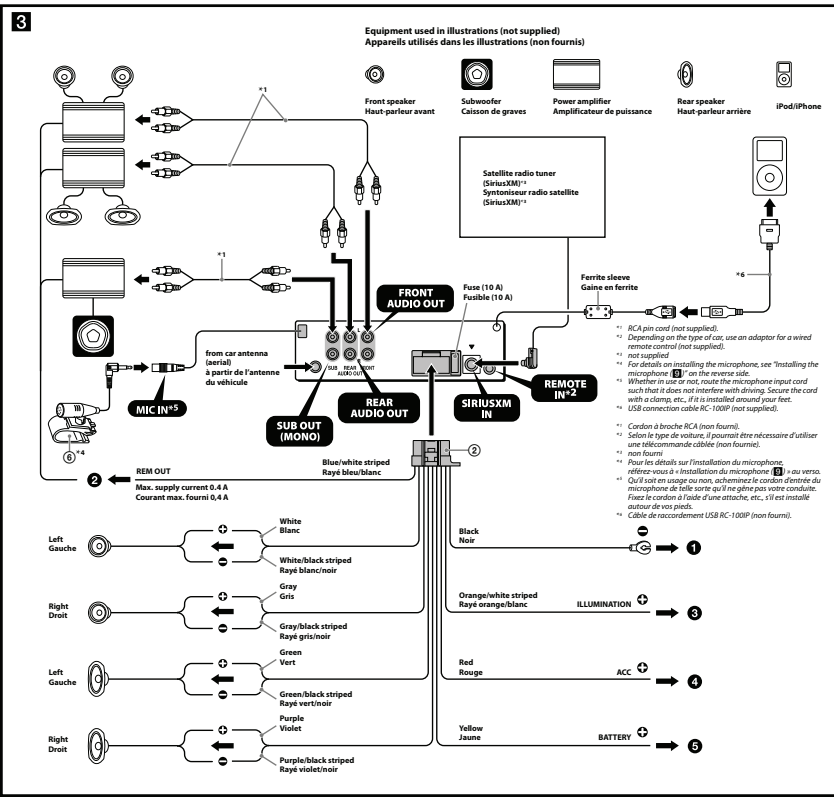 3
Equipment used in illustrations (not supplied)
Appareils utilisés dans les illustrations (non fournis)
Front speaker
Haut-parleur avant
Subwoofer
Caisson de graves
Power amplifier
Amplificateur de puissance
Rear speaker
Haut-parleur arrière
iPod/iPhone
*1
Satellite radio tuner
(SiriusXM)*3
Syntoniseur radio satellite
(SiriusXM)*3
*1
*6
Ferrite sleeve
Gaine en ferrite
Fuse (10 A)
Fusible (10 A)
FRONT
AUDIO OUT
L
R
SUB
REAR
FRONT
AUDIO OUT
from car antenna
(aerial)
à partir de l'antenne
du véhicule
MIC IN*5
6 *4
SUB OUT
(MONO)
REAR
AUDIO OUT
SIRIUSXM
IN
REMOTE
IN*2
*1 RCA pin cord (not supplied).
*2 Depending on the type of car, use an adaptor for a wired
remote control (not supplied).
*3 not supplied
*4 For details on installing the microphone, see "Installing the
microphone (9)" on the reverse side.
*5 Whether in use or not, route the microphone input cord
such that it does not interfere with driving. Secure the cord
with a clamp, etc., if it is installed around your feet.
*6 USB connection cable RC-100IP (not supplied).
*1 Cordon à broche RCA (non fourni).
*2 Selon le type de voiture, il pourrait être nécessaire d'utiliser
une télécommande câblée (non fournie).
*3 non fourni
*4 Pour les détails sur l'installation du microphone,
référez-vous à « Installation du microphone (9) » au verso.
*5 Qu'il soit en usage ou non, acheminez le cordon d'entrée du
microphone de telle sorte qu'il ne gêne pas votre conduite.
Fixez le cordon à l'aide d'une attache, etc., s'il est installé
autour de vos pieds.
*6 Câble de raccordement USB RC-100IP (non fourni).
2
2
REM OUT
Max. supply current 0.4 A
Courant max. fourni 0,4 A
Blue/white striped
Rayé bleu/blanc
Left
Gauche
White
Blanc
White/black striped
Rayé blanc/noir
Right
Droit
Gray
Gris
Gray/black striped
Rayé gris/noir
Left
Gauche
Green
Vert
Green/black striped
Rayé vert/noir
Right
Droit
Purple
Violet
Purple/black striped
Rayé violet/noir
Black
Noir
1
Orange/white striped
Rayé orange/blanc
ILLUMINATION
3
Red
Rouge
ACC
4
Yellow
Jaune
BATTERY
5